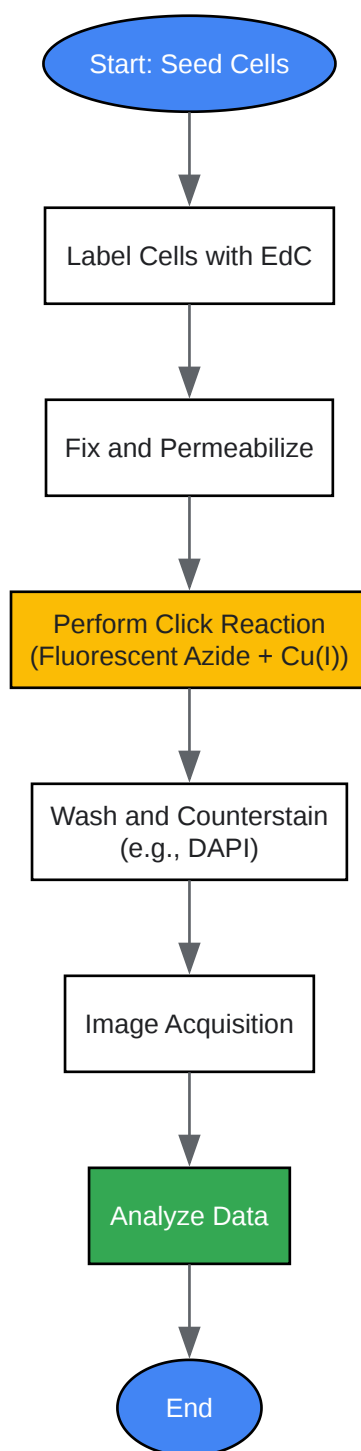 Start: Seed Cells
Label Cells with EdC
Fix and Permeabilize
Perform Click Reaction
(Fluorescent Azide + Cu(I))
Wash and Counterstain
(e.g., DAPI)
Image Acquisition
Analyze Data
End